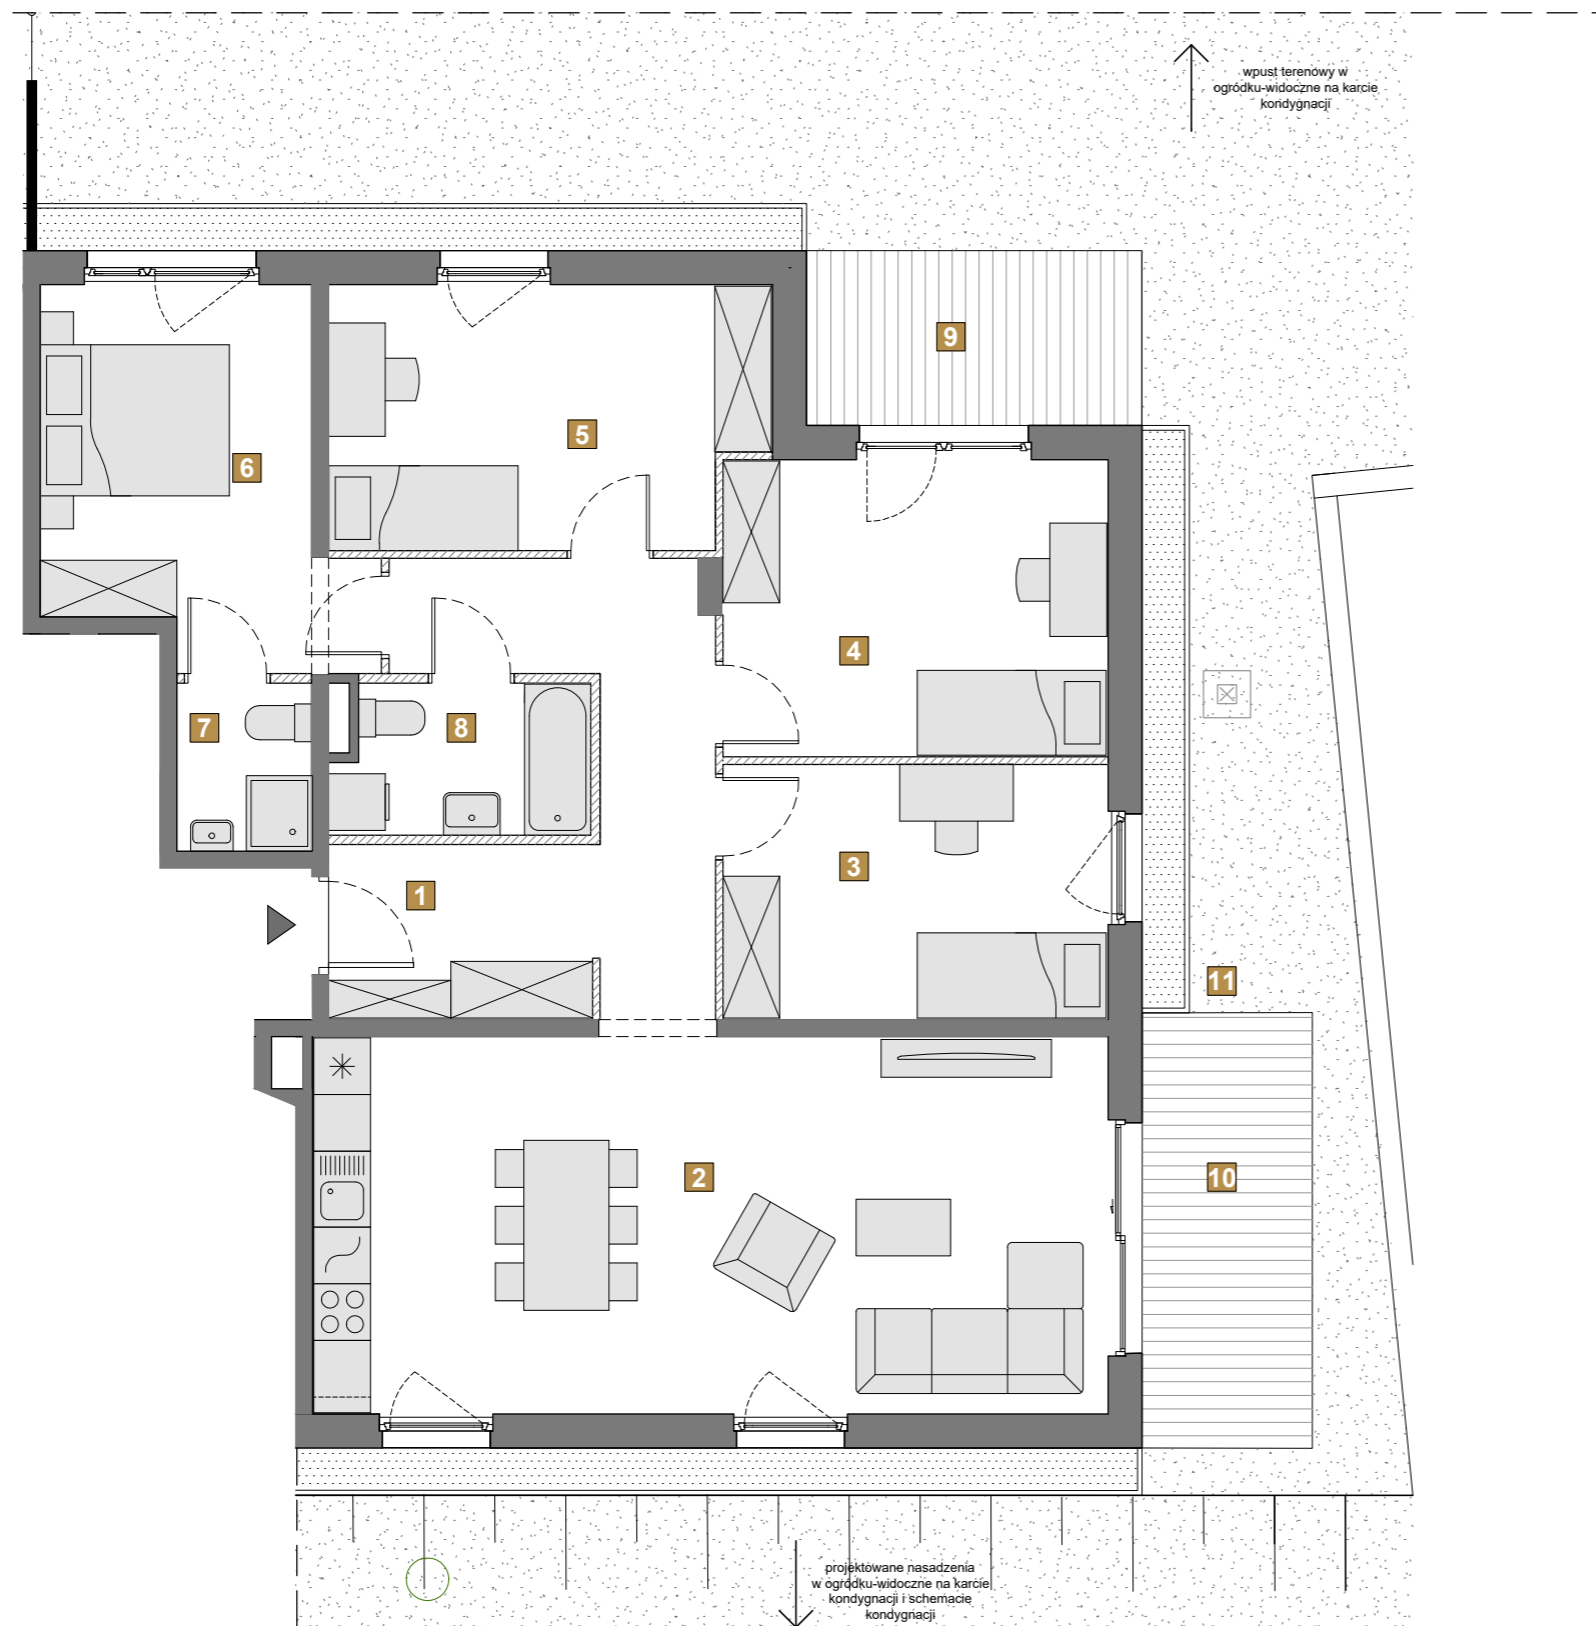 wpust terenowy w
ogródku-widoczne na karcie
kondygnacji
9
5
6
4
7
8
3
1
11
2
10
projektowane nasadzenia
w ogródku-widoczne na karcie
kondygnacji i schemacie
kondygnacji